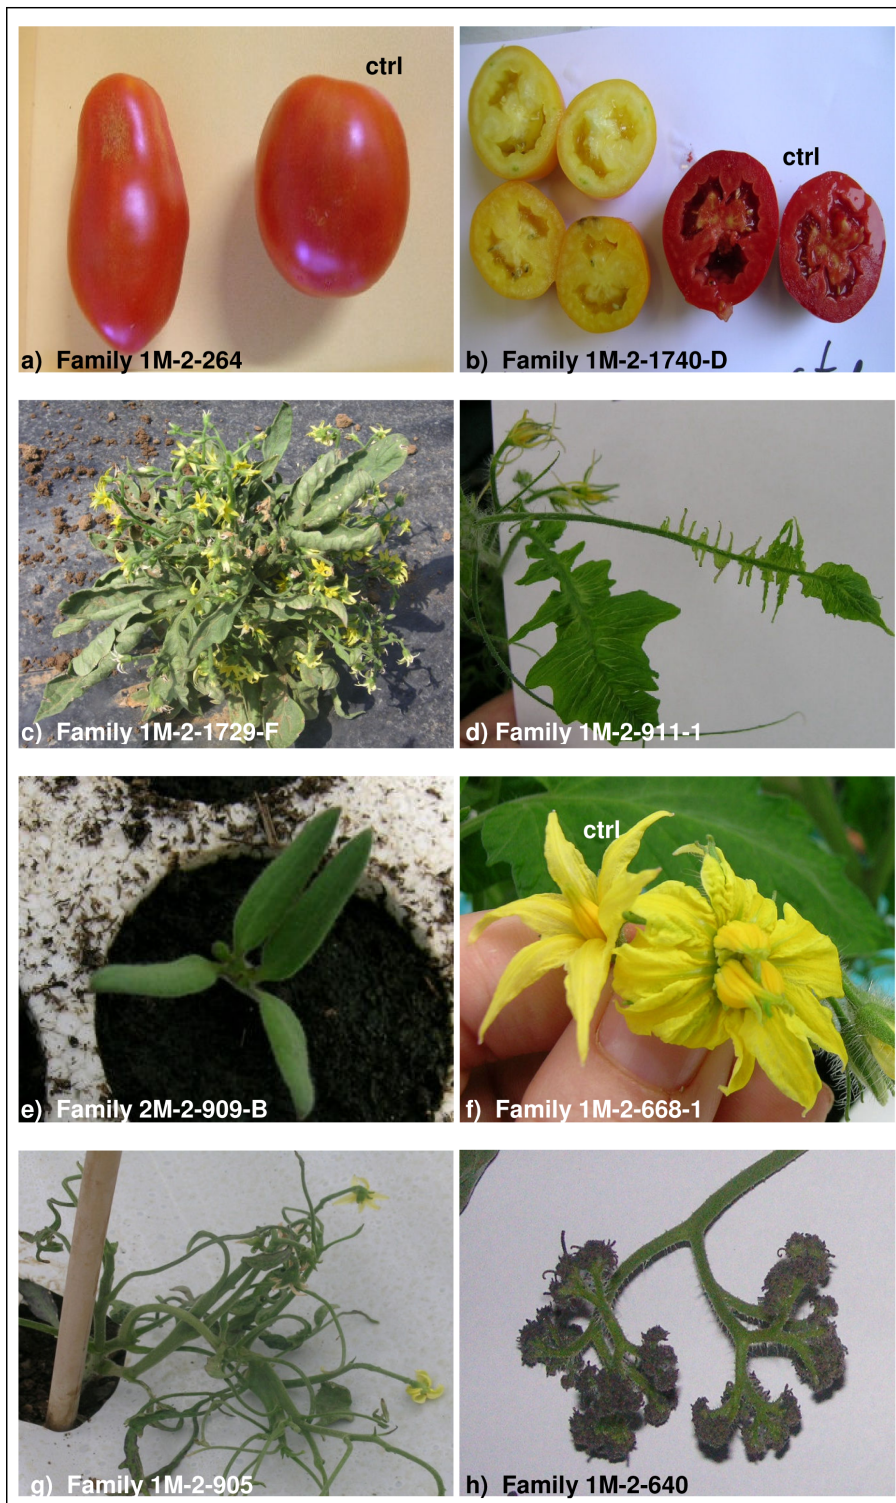 ctrl
a) Family 1M-2-264
ctrl
b) Family 1M-2-1740-D
c) Family 1M-2-1729-F
d) Family 1M-2-911-1
e) Family 2M-2-909-B
ctrl
f) Family 1M-2-668-1
g) Family 1M-2-905
h) Family 1M-2-640